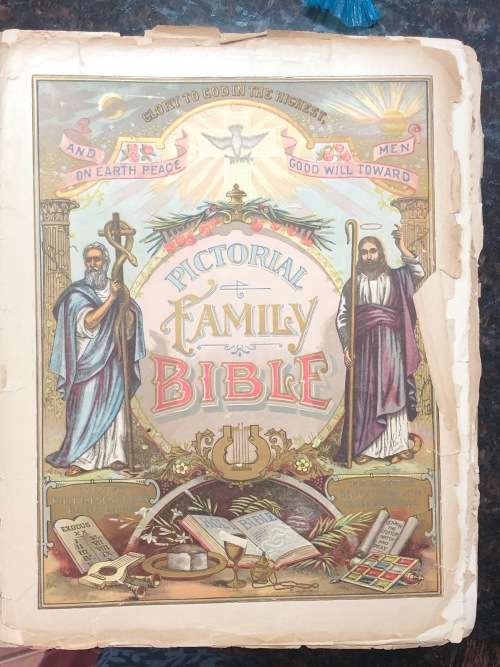 GLORY TO GOD IN THE HIGHEST,
AND
ON EARTH PEACE
MEN
GOOD WILL TOWARD
PICTORIAL
FAMILY
BIBLE
EXODUS
HOLY BIBLE